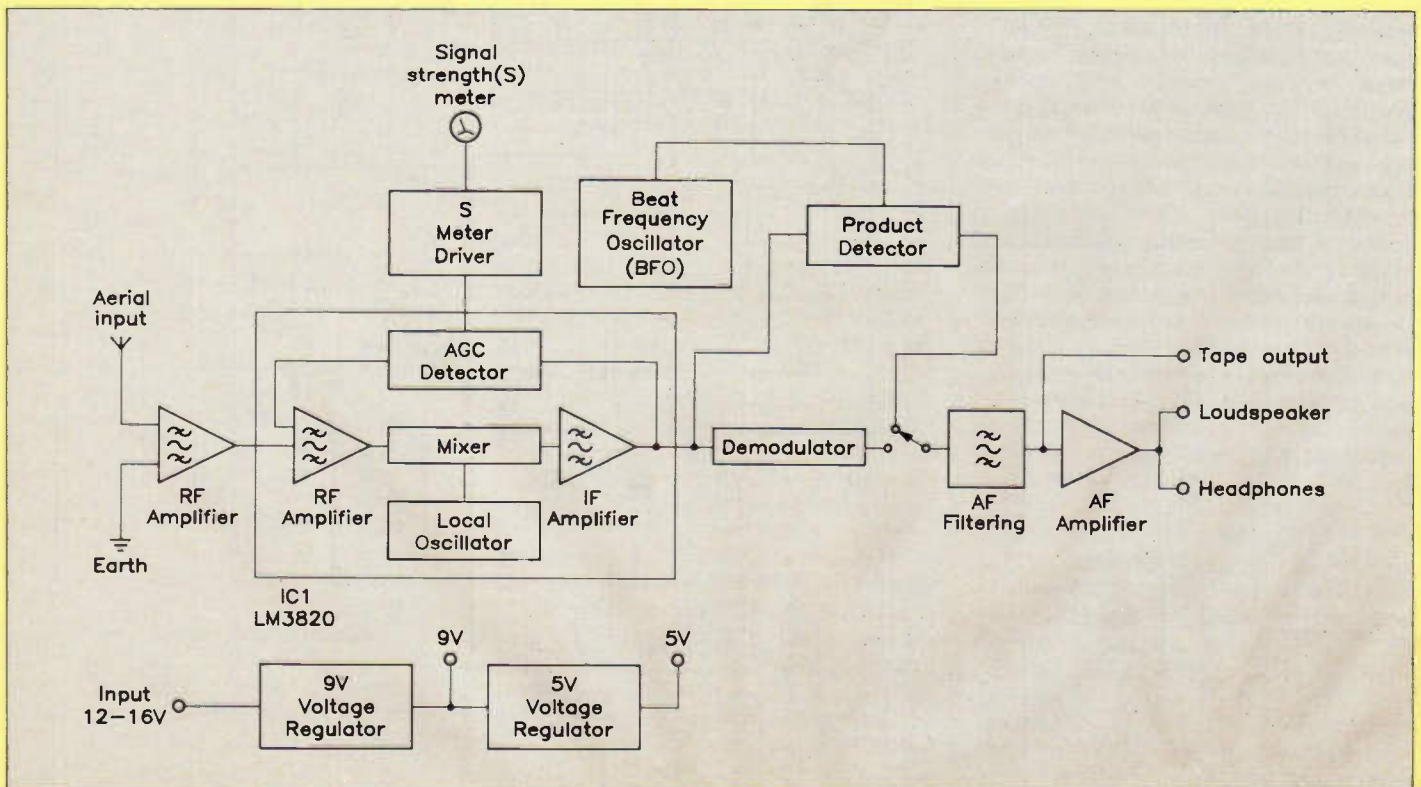 Signal
strength(S)
meter
S
Meter
Driver
Beat
Frequency
Oscillator
(BFO)
Product
Detector
Aerial
input
AGC
Detector
Tape output
Loudspeaker
Mixer
Demodulator
Headphones
RF
Amplifier
RF
Amplifier
Local
Oscillator
IF
Amplifier
AF
Filtering
AF
Amplifier
Earth
IC1
LM3820
9V
5V
Input
12-16V
9V
Voltage
Regulator
5V
Voltage
Regulator